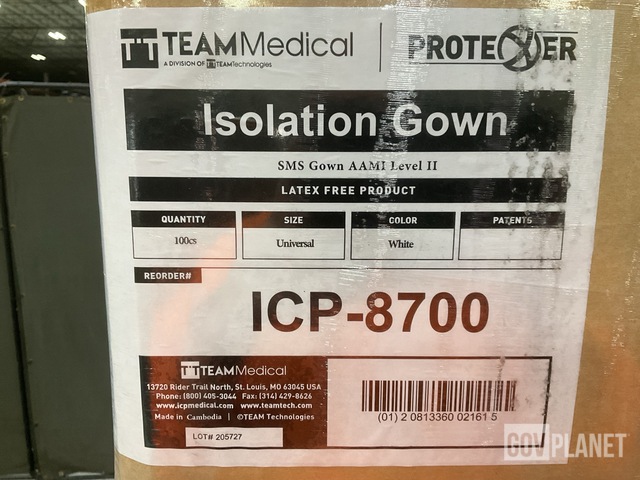 TT TEAMMedical | PROTEXER
A DIVISION OF TT TEAMTechnologies
Isolation Gown
SMS Gown AAMI Level II
LATEX FREE PRODUCT
QUANTITY SIZE COLOR PATENTS
100cs Universal White
REORDER#
ICP-8700
TT TEAMMedical
13720 Rider Trail North, St. Louis, MO 63045 USA
Phone: (800) 405-3044 Fax: (314) 429-8626
www.icpmedical.com www.teamtech.com
Made in Cambodia | ©TEAM Technologies
LOT# 205727
(01) 2 0813360 02161 5
GOVPLANET